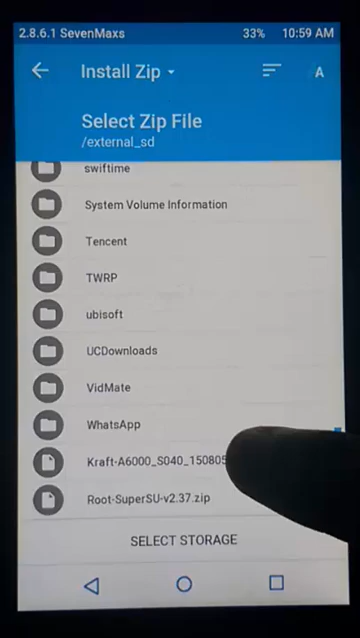 2.8.6.1 SevenMaxs 33% 10:59 AM
Install Zip
A
Select Zip File
/external_sd
swiftime
System Volume Information
Tencent
TWRP
ubisoft
UCDownloads
VidMate
WhatsApp
Kraft-A6000_S040_150805
Root-SuperSU-v2.37.zip
SELECT STORAGE